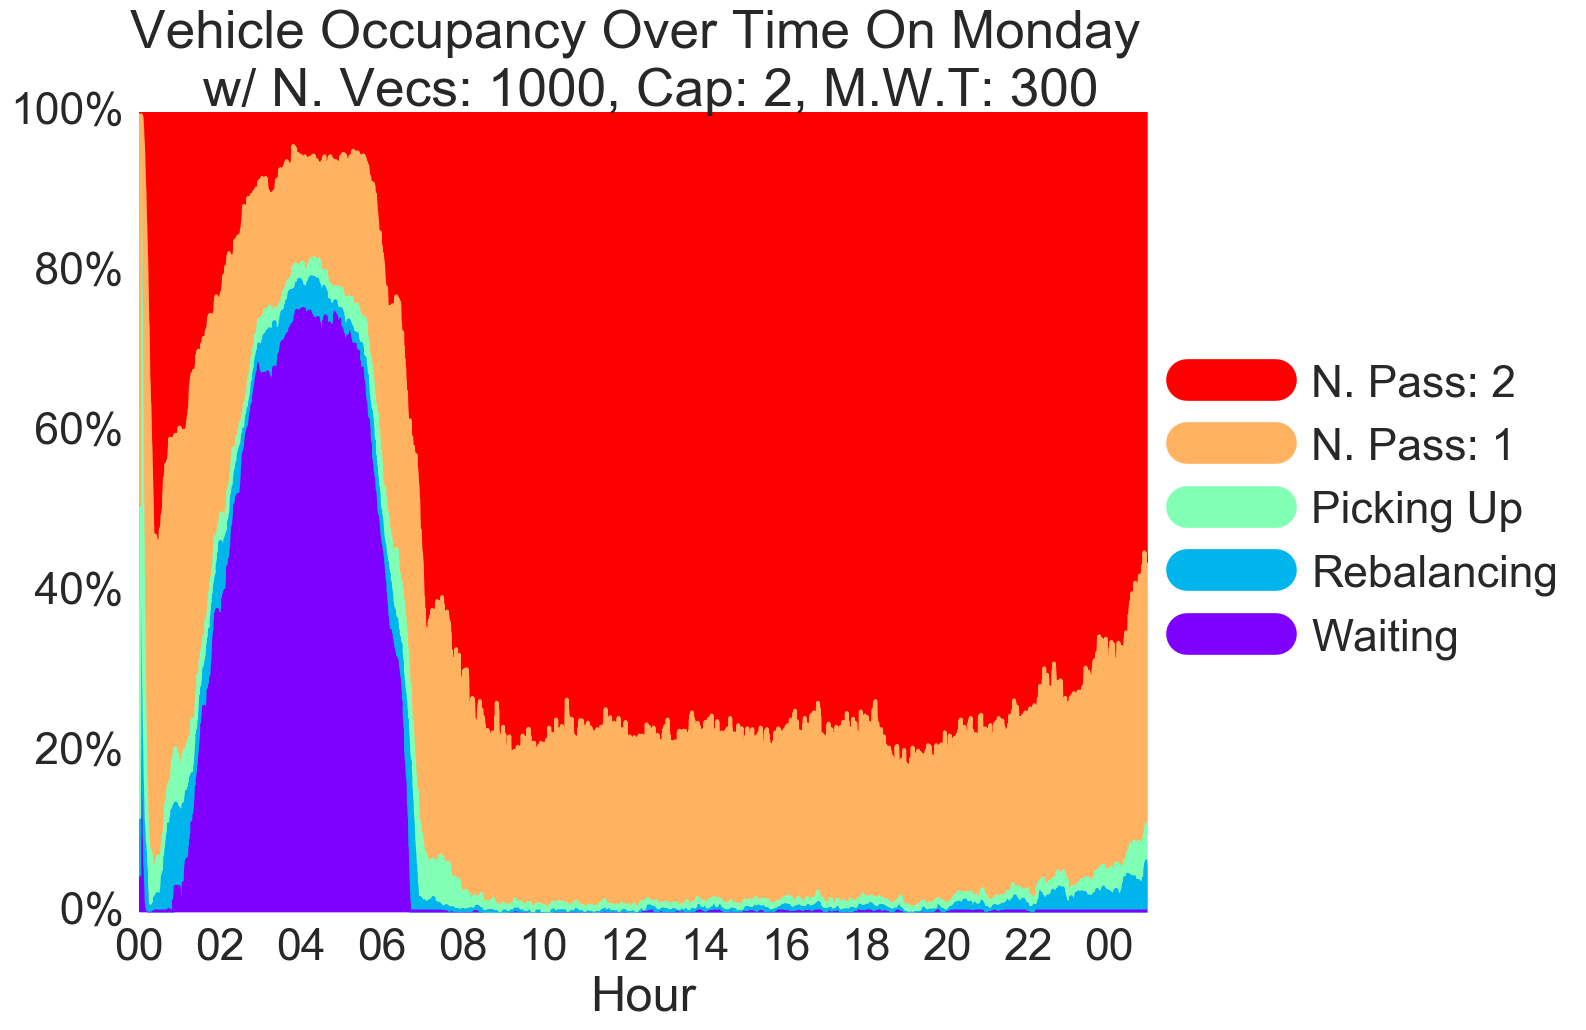 Vehicle Occupancy Over Time On Monday
w/ N. Vecs: 1000, Cap: 2, M.W.T: 300
100%
80%
60%
40%
20%
0%
00 02 04 06 08 10 12 14 16 18 20 22 00
Hour
N. Pass: 2
N. Pass: 1
Picking Up
Rebalancing
Waiting